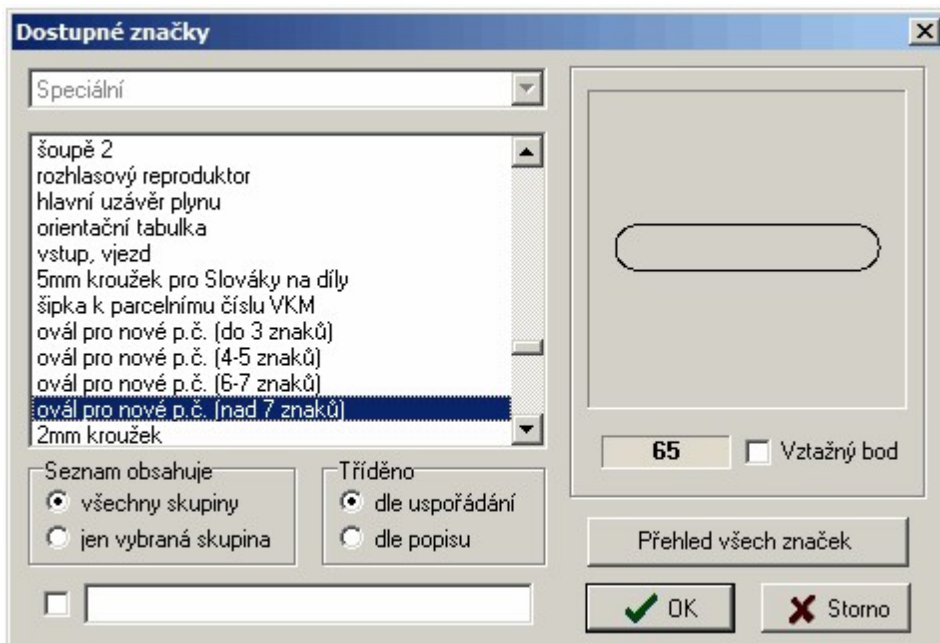 Dostupné značky
Speciální
šoupě 2
rozhlasový reproduktor
hlavní uzávěr plynu
orientační tabulka
vstup, vjezd
5mm kroužek pro Slováky na díly
šipka k parcelnímu číslu VKM
ovál pro nové p.č. (do 3 znaků)
ovál pro nové p.č. (4-5 znaků)
ovál pro nové p.č. (6-7 znaků)
ovál pro nové p.č. (nad 7 znaků)
2mm kroužek
65
Vztažný bod
Seznam obsahuje
všechny skupiny
jen vybraná skupina
Tříděno
dle uspořádání
dle popisu
Přehled všech značek
OK
Storno